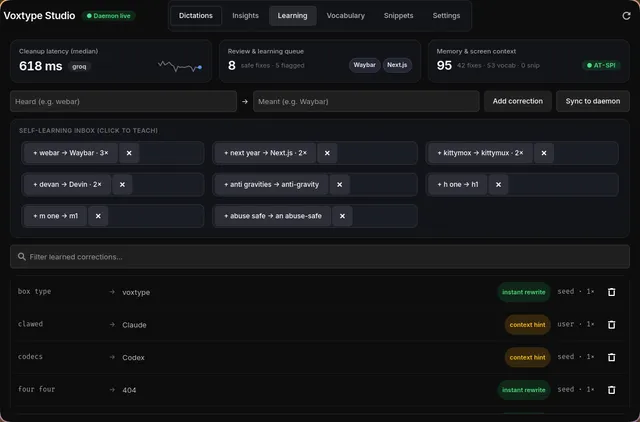 Voxtype Studio Daemon live Dictations Insights Learning Vocabulary Snippets Settings
Cleanup latency (median)
618 ms groq
Review & learning queue
8 safe fixes · 5 flagged Waybar Next.js
Memory & screen context
95 42 fixes · 53 vocab · 0 snip AT-SPI
Heard (e.g. webar) → Meant (e.g. Waybar) Add correction Sync to daemon
SELF-LEARNING INBOX (CLICK TO TEACH)
+ webar → Waybar · 3× × + next year → Next.js · 2× × + kittymox → kittymux · 2× ×
+ devan → Devin · 2× × + anti gravities → anti-gravity × + h one → h1 ×
+ m one → m1 × + abuse safe → an abuse-safe ×
Filter learned corrections...
box type → voxtype instant rewrite seed · 1×
clawed → Claude context hint user · 1×
codecs → Codex context hint seed · 1×
four four → 404 instant rewrite seed · 1×